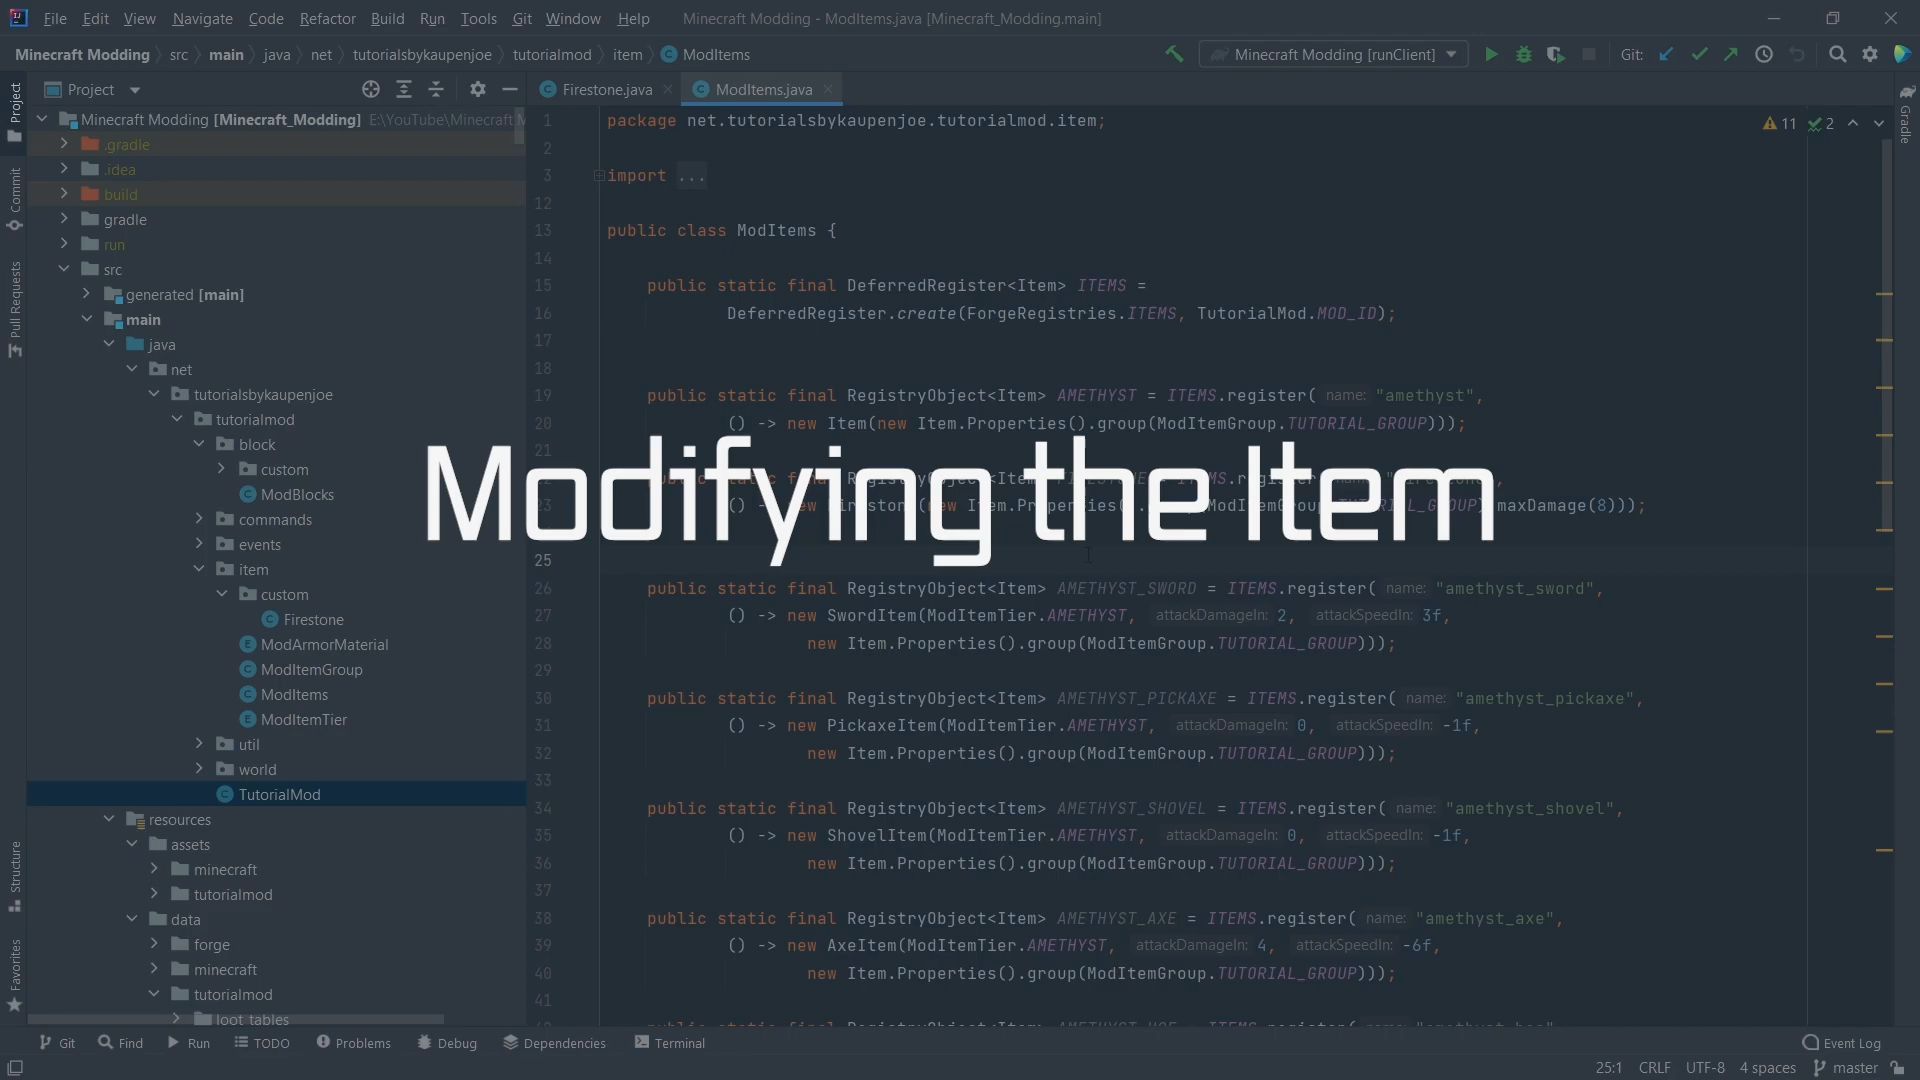 File Edit View Navigate Code Refactor Build Run Tools Git Window Help Minecraft Modding - ModItems.java [Minecraft_Modding.main]
Minecraft Modding src main java net tutorialsbykaupenjoe tutorialmod item ModItems Minecraft Modding [runClient] Git:
Project Firestone.java ModItems.java
Minecraft Modding [Minecraft_Modding] E:\YouTube\Minecraft M
.gradle
.idea
build
gradle
run
src
generated [main]
main
java
net
tutorialsbykaupenjoe
tutorialmod
block
custom
ModBlocks
commands
events
item
custom
Firestone
ModArmorMaterial
ModItemGroup
ModItems
ModItemTier
util
world
TutorialMod
resources
assets
minecraft
tutorialmod
data
forge
minecraft
tutorialmod
loot_tables
Project
Commit
Pull Requests
Structure
Favorites
Gradle
11 2
1 package net.tutorialsbykaupenjoe.tutorialmod.item;
2
3 import ...
12
13 public class ModItems {
14
15 public static final DeferredRegister<Item> ITEMS =
16 DeferredRegister.create(ForgeRegistries.ITEMS, TutorialMod.MOD_ID);
17
18
19 public static final RegistryObject<Item> AMETHYST = ITEMS.register( name: "amethyst",
20 () -> new Item(new Item.Properties().group(ModItemGroup.TUTORIAL_GROUP)));
21
Modifying the Item
maxDamage(8)));
25
26 public static final RegistryObject<Item> AMETHYST_SWORD = ITEMS.register( name: "amethyst_sword",
27 () -> new SwordItem(ModItemTier.AMETHYST, attackDamageIn: 2, attackSpeedIn: 3f,
28 new Item.Properties().group(ModItemGroup.TUTORIAL_GROUP)));
29
30 public static final RegistryObject<Item> AMETHYST_PICKAXE = ITEMS.register( name: "amethyst_pickaxe",
31 () -> new PickaxeItem(ModItemTier.AMETHYST, attackDamageIn: 0, attackSpeedIn: -1f,
32 new Item.Properties().group(ModItemGroup.TUTORIAL_GROUP)));
33
34 public static final RegistryObject<Item> AMETHYST_SHOVEL = ITEMS.register( name: "amethyst_shovel",
35 () -> new ShovelItem(ModItemTier.AMETHYST, attackDamageIn: 0, attackSpeedIn: -1f,
36 new Item.Properties().group(ModItemGroup.TUTORIAL_GROUP)));
37
38 public static final RegistryObject<Item> AMETHYST_AXE = ITEMS.register( name: "amethyst_axe",
39 () -> new AxeItem(ModItemTier.AMETHYST, attackDamageIn: 4, attackSpeedIn: -6f,
40 new Item.Properties().group(ModItemGroup.TUTORIAL_GROUP)));
41
Git Find Run TODO Problems Debug Dependencies Terminal Event Log
25:1 CRLF UTF-8 4 spaces master